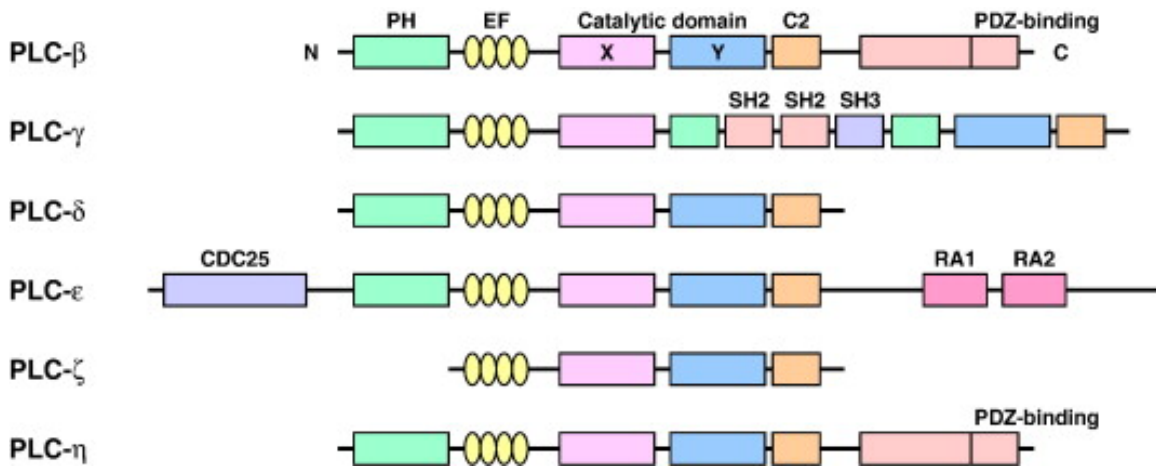 PH EF Catalytic domain C2 PDZ-binding
PLC-β N X Y C
SH2 SH2 SH3
PLC-γ
PLC-δ
CDC25 RA1 RA2
PLC-ε
PLC-ζ
PDZ-binding
PLC-η